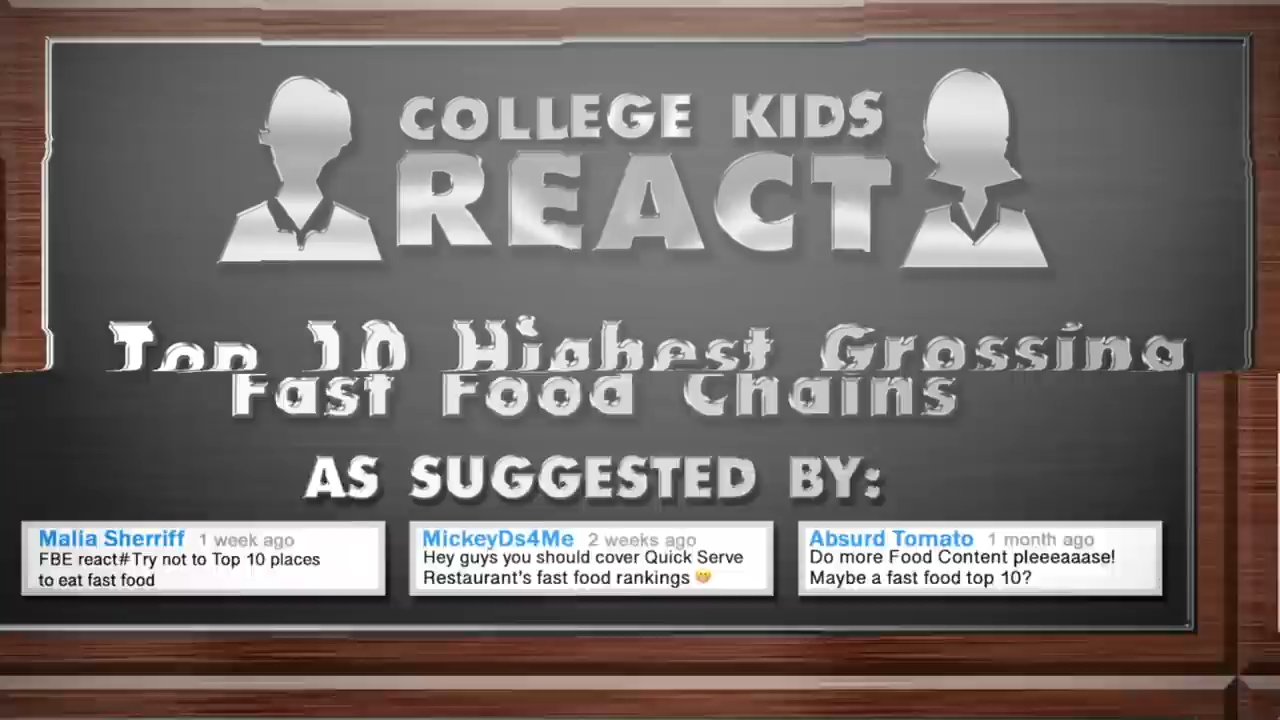 COLLEGE KIDS
REACT
Top 10 Highest Grossing
Fast Food Chains
AS SUGGESTED BY:
Malia Sherriff 1 week ago
FBE react#Try not to Top 10 places
to eat fast food
MickeyDs4Me 2 weeks ago
Hey guys you should cover Quick Serve
Restaurant's fast food rankings 😁
Absurd Tomato 1 month ago
Do more Food Content pleeeaaase!
Maybe a fast food top 10?